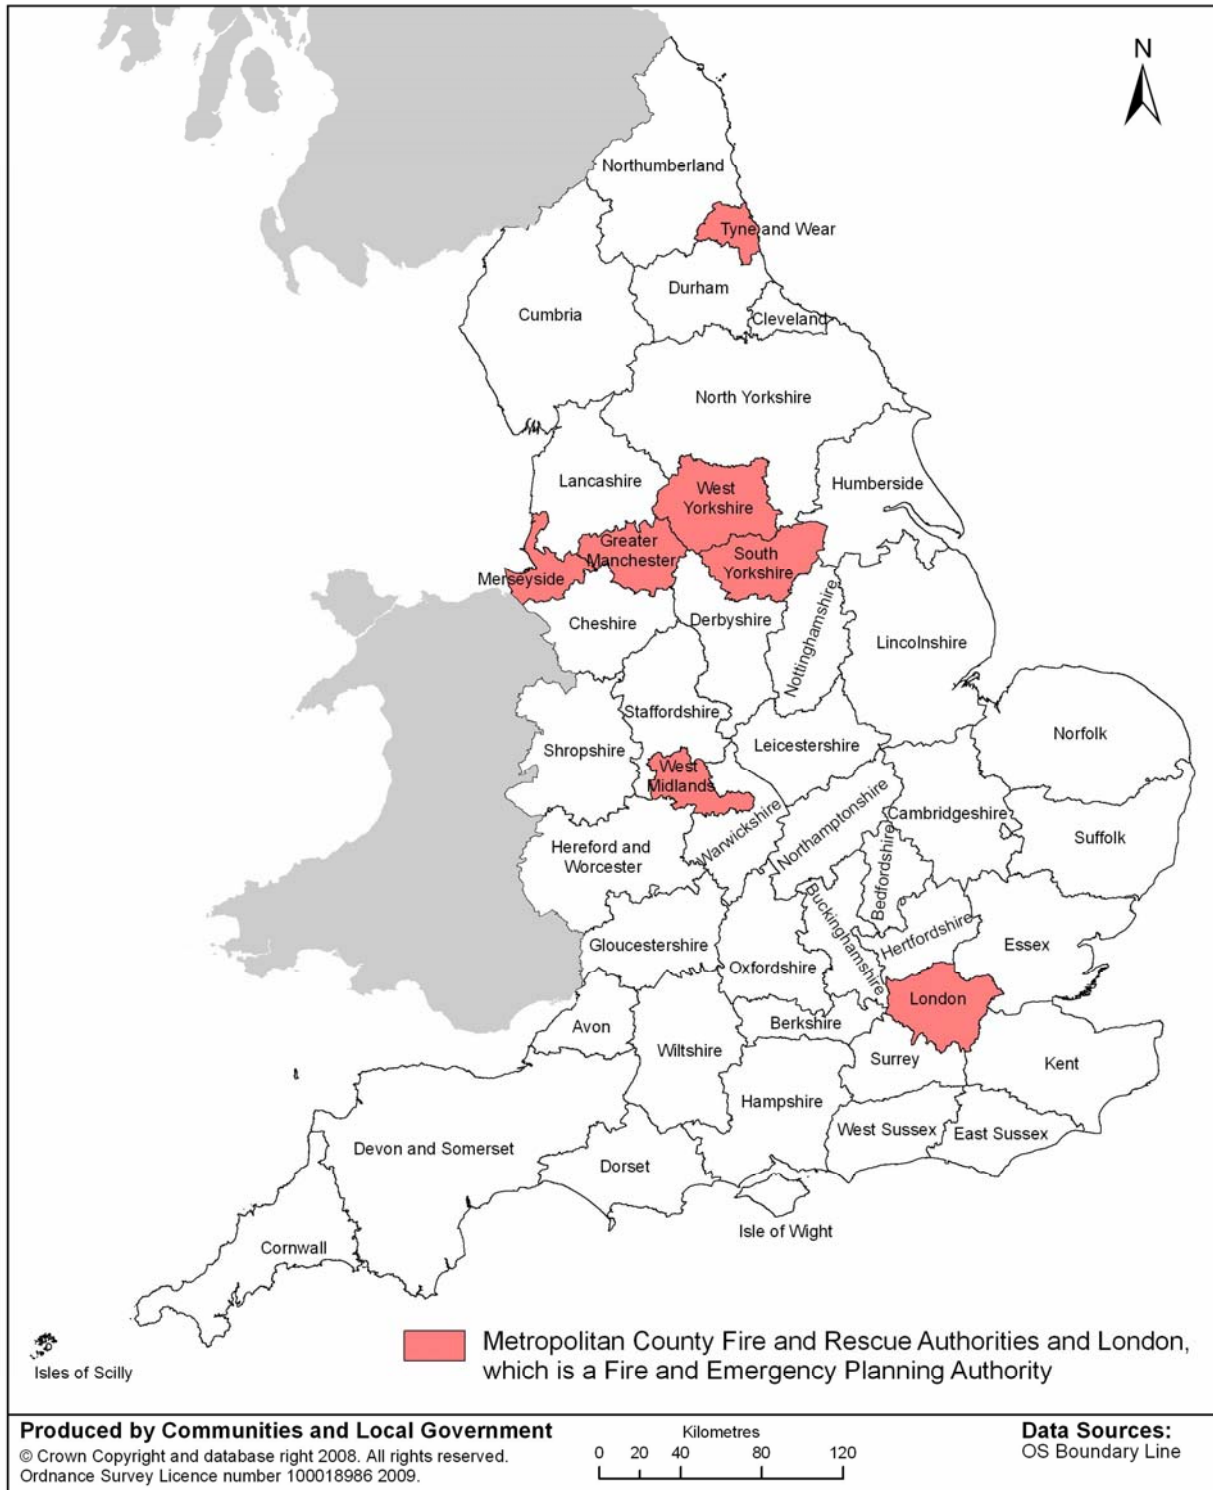 N
Northumberland
Tyne and Wear
Durham
Cleveland
Cumbria
North Yorkshire
Lancashire
West
Yorkshire
Humberside
Greater
Manchester
South
Yorkshire
Merseyside
Cheshire
Derbyshire
Nottinghamshire
Lincolnshire
Staffordshire
Shropshire
Leicestershire
Norfolk
West
Midlands
Warwickshire
Northamptonshire
Cambridgeshire
Suffolk
Hereford and
Worcester
Bedfordshire
Buckinghamshire
Hertfordshire
Essex
Gloucestershire
Oxfordshire
London
Avon
Berkshire
Wiltshire
Surrey
Kent
Hampshire
West Sussex
East Sussex
Devon and Somerset
Dorset
Isle of Wight
Cornwall
Isles of Scilly
Metropolitan County Fire and Rescue Authorities and London,
which is a Fire and Emergency Planning Authority
Produced by Communities and Local Government
© Crown Copyright and database right 2008. All rights reserved.
Ordnance Survey Licence number 100018986 2009.
Kilometres
0 20 40 80 120
Data Sources:
OS Boundary Line